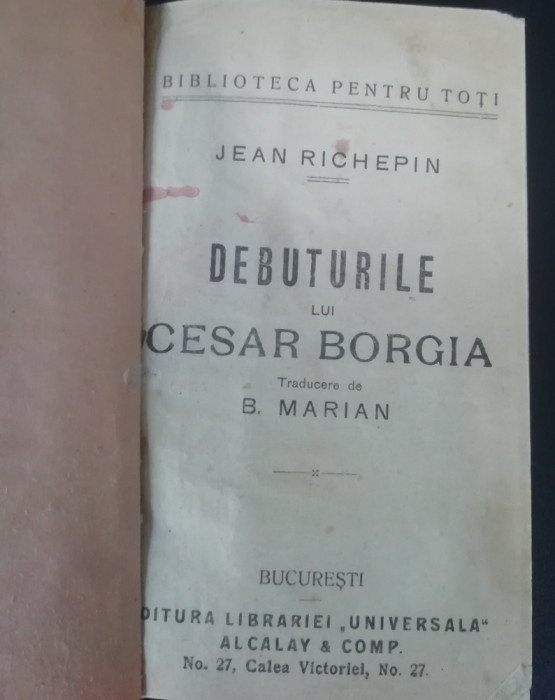 BIBLIOTECA PENTRU TOȚI
JEAN RICHEPIN
DEBUTURILE
LUI
CESAR BORGIA
Traducere de
B. MARIAN
BUCUREȘTI
DITURA LIBRARIEI „UNIVERSALA“
ALCALAY & COMP.
No. 27, Calea Victoriei, No. 27.